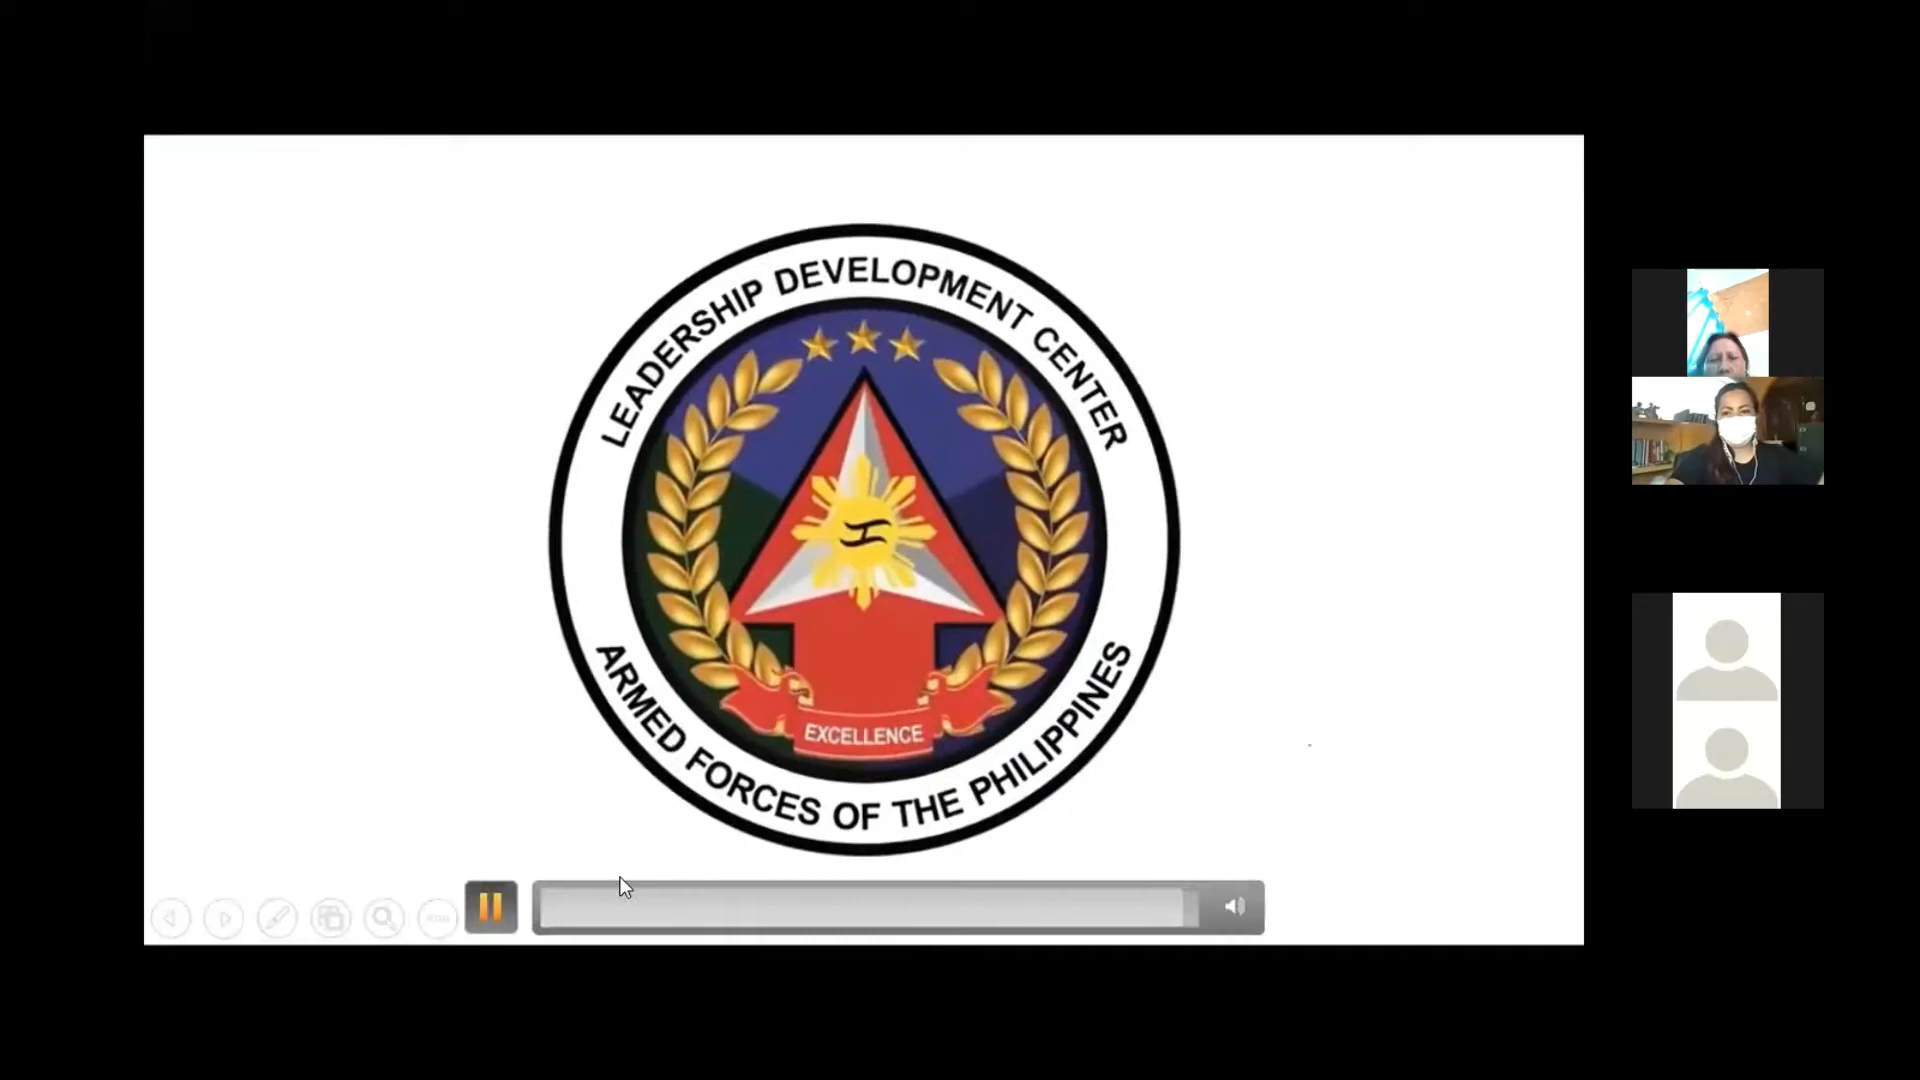 LEADERSHIP DEVELOPMENT CENTER
EXCELLENCE
ARMED FORCES OF THE PHILIPPINES